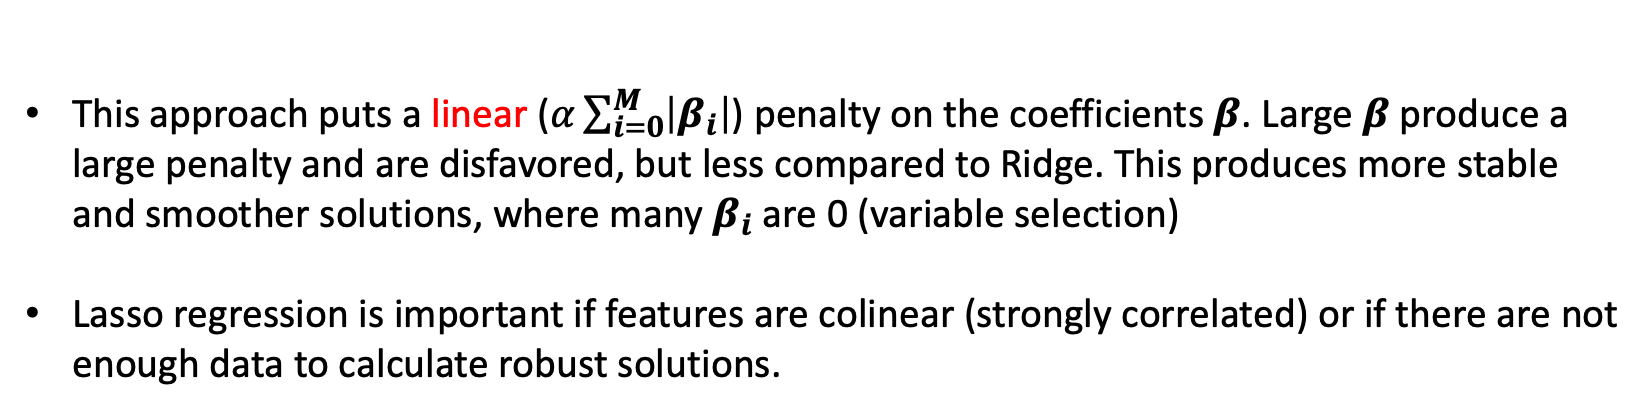 • This approach puts a linear (𝛼 ∑ᴹᵢ₌₀|𝜷ᵢ|) penalty on the coefficients 𝜷. Large 𝜷 produce a
large penalty and are disfavored, but less compared to Ridge. This produces more stable
and smoother solutions, where many 𝜷ᵢ are 0 (variable selection)
• Lasso regression is important if features are colinear (strongly correlated) or if there are not
enough data to calculate robust solutions.